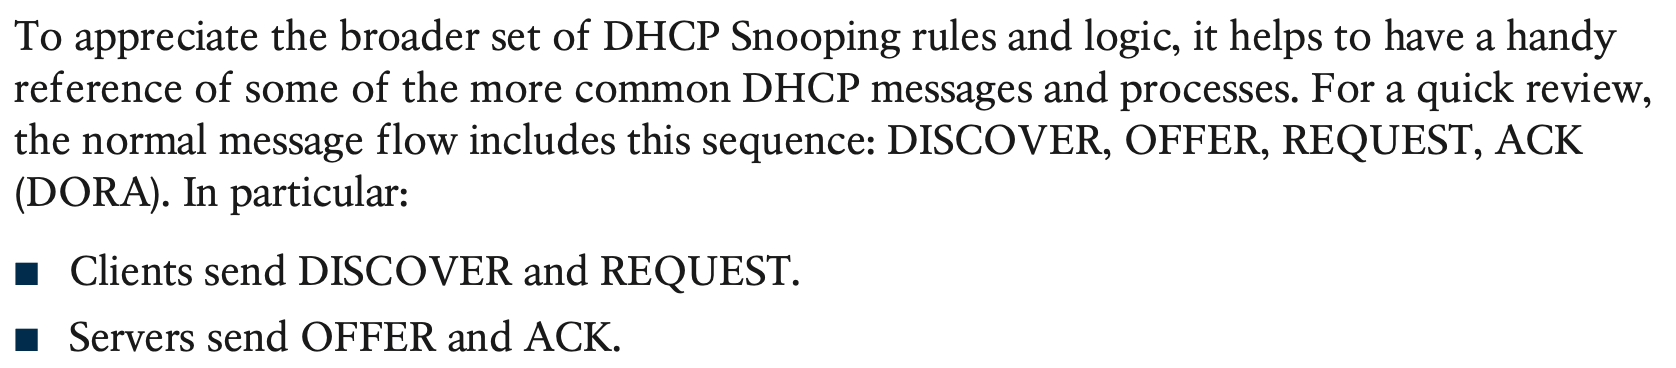 To appreciate the broader set of DHCP Snooping rules and logic, it helps to have a handy
reference of some of the more common DHCP messages and processes. For a quick review,
the normal message flow includes this sequence: DISCOVER, OFFER, REQUEST, ACK
(DORA). In particular:
■ Clients send DISCOVER and REQUEST.
■ Servers send OFFER and ACK.